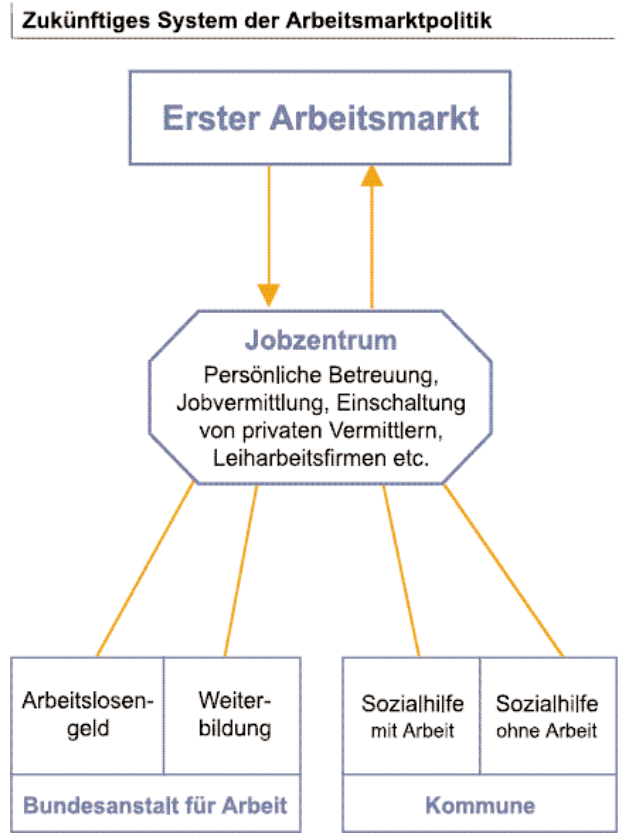 Zukünftiges System der Arbeitsmarktpolitik
Erster Arbeitsmarkt
Jobzentrum
Persönliche Betreuung,
Jobvermittlung, Einschaltung
von privaten Vermittlern,
Leiharbeitsfirmen etc.
Arbeitslosen-
geld
Weiter-
bildung
Bundesanstalt für Arbeit
Sozialhilfe
mit Arbeit
Sozialhilfe
ohne Arbeit
Kommune